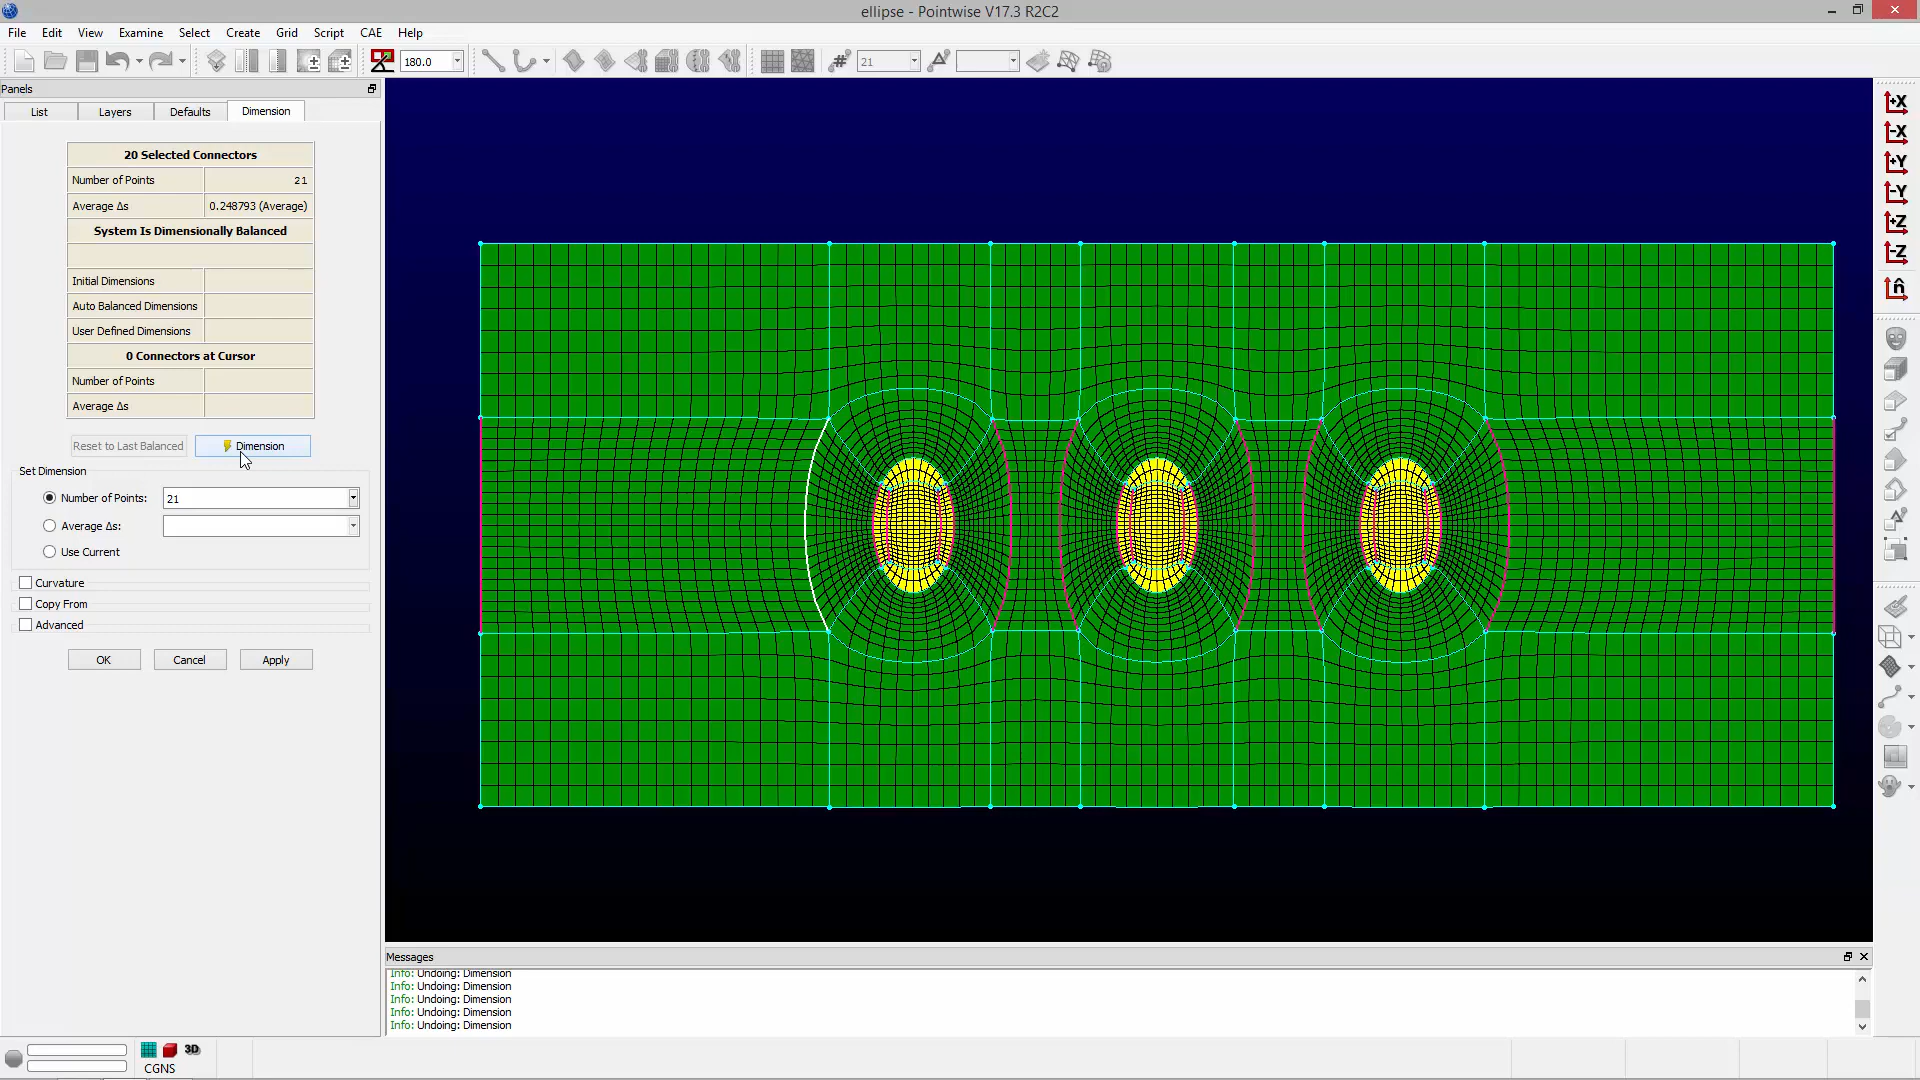 ellipse - Pointwise V17.3 R2C2
File Edit View Examine Select Create Grid Script CAE Help
180.0
21
Panels
List Layers Defaults Dimension
20 Selected Connectors
Number of Points 21
Average Δs 0.248793 (Average)
System Is Dimensionally Balanced
Initial Dimensions
Auto Balanced Dimensions
User Defined Dimensions
0 Connectors at Cursor
Number of Points
Average Δs
Reset to Last Balanced Dimension
Set Dimension
Number of Points: 21
Average Δs:
Use Current
Curvature
Copy From
Advanced
OK Cancel Apply
+X
-X
+Y
-Y
+Z
-Z
n̂
Messages
Info: Undoing: Dimension
Info: Undoing: Dimension
Info: Undoing: Dimension
Info: Undoing: Dimension
Info: Undoing: Dimension
3D
CGNS